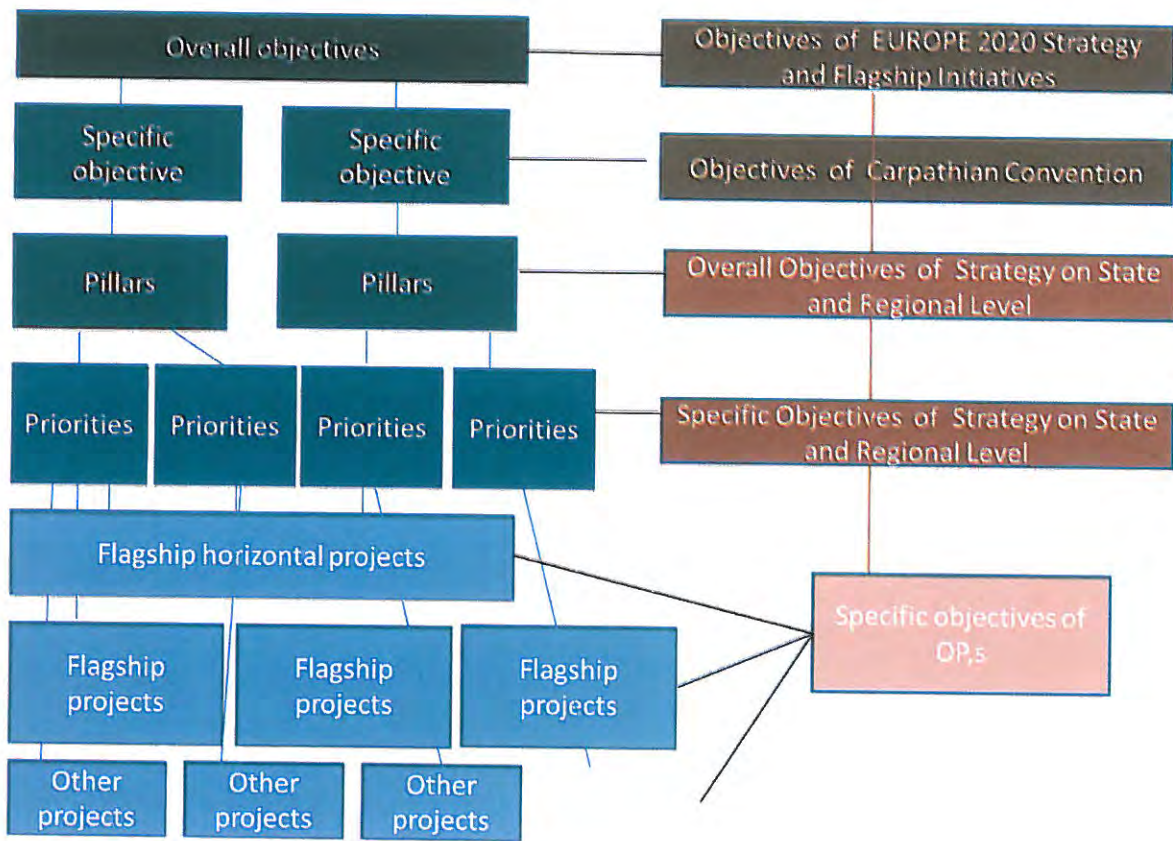 Overall objectives
Objectives of EUROPE 2020 Strategy
and Flagship Initiatives
Specific
objective
Specific
objective
Objectives of Carpathian Convention
Pillars
Pillars
Overall Objectives of Strategy on State
and Regional Level
Priorities
Priorities
Priorities
Priorities
Specific Objectives of Strategy on State
and Regional Level
Flagship horizontal projects
Specific objectives of
OP,s
Flagship
projects
Flagship
projects
Flagship
projects
Other
projects
Other
projects
Other
projects